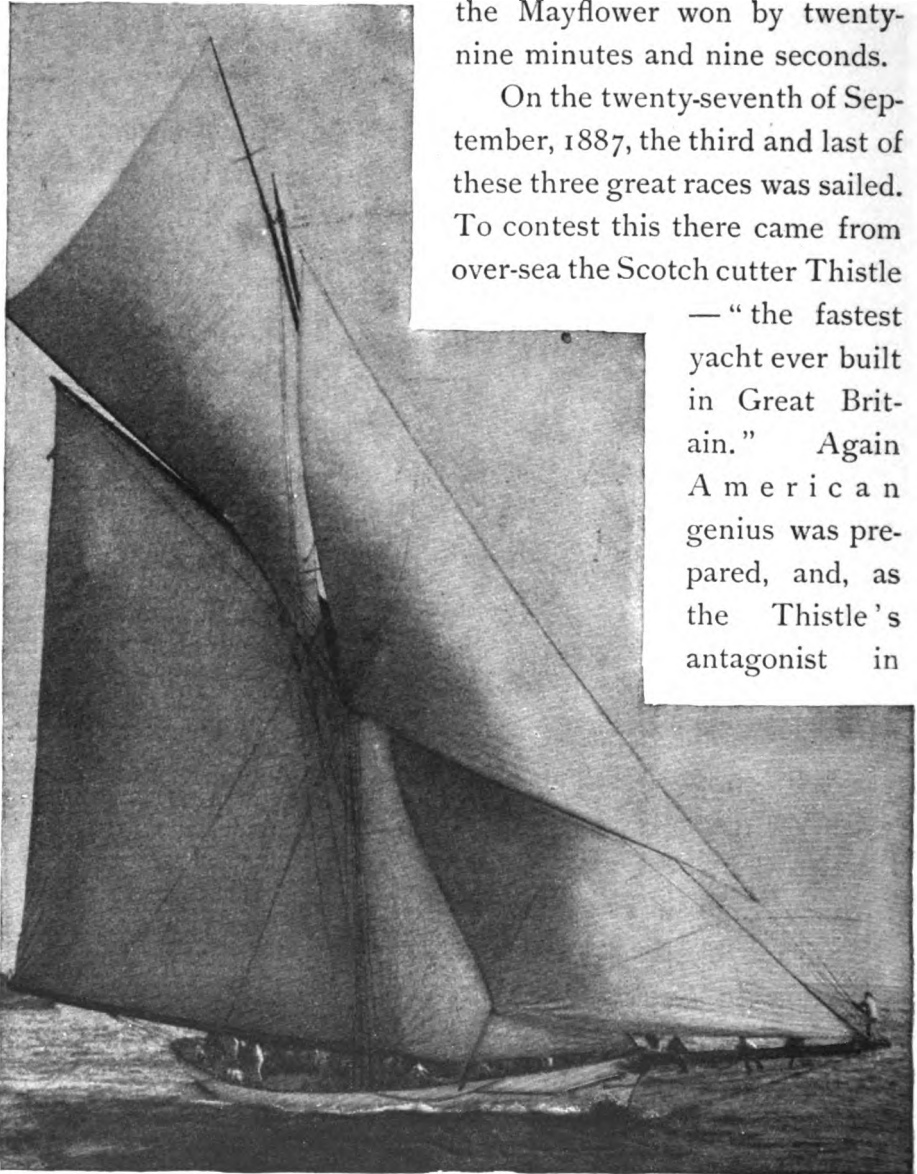 the Mayflower won by twenty-
nine minutes and nine seconds.
On the twenty-seventh of Sep-
tember, 1887, the third and last of
these three great races was sailed.
To contest this there came from
over-sea the Scotch cutter Thistle
— “ the fastest
yacht ever built
in Great Brit-
ain.” Again
American
genius was pre-
pared, and, as
the Thistle’s
antagonist in